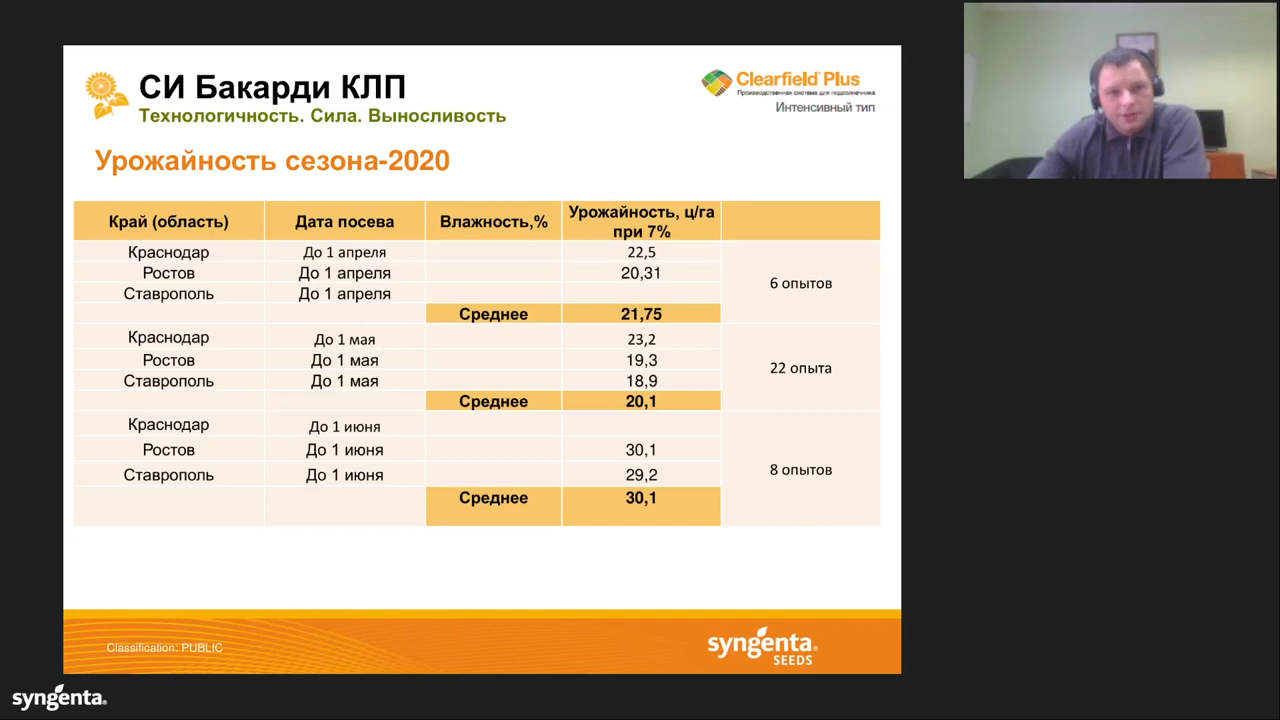 СИ Бакарди КЛП
Технологичность. Сила. Выносливость
Clearfield® Plus
Производственная система для подсолнечника
Интенсивный тип
Урожайность сезона-2020
Край (область) Дата посева Влажность,% Урожайность, ц/га при 7%
Краснодар До 1 апреля 22,5
Ростов До 1 апреля 20,31
Ставрополь До 1 апреля
6 опытов
Среднее 21,75
Краснодар До 1 мая 23,2
Ростов До 1 мая 19,3
22 опыта
Ставрополь До 1 мая 18,9
Среднее 20,1
Краснодар До 1 июня
Ростов До 1 июня 30,1
8 опытов
Ставрополь До 1 июня 29,2
Среднее 30,1
Classification: PUBLIC
syngenta®
SEEDS
syngenta®